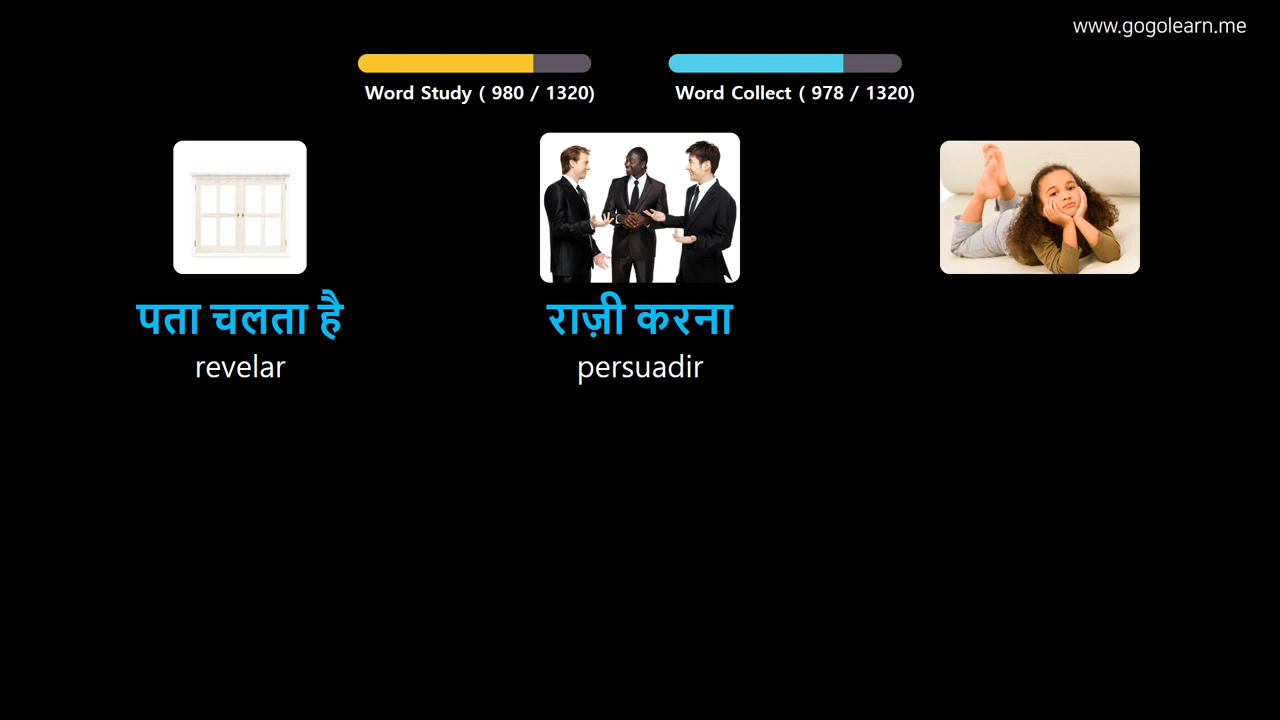 www.gogolearn.me
Word Study ( 980 / 1320)
Word Collect ( 978 / 1320)
पता चलता है
राज़ी करना
revelar
persuadir